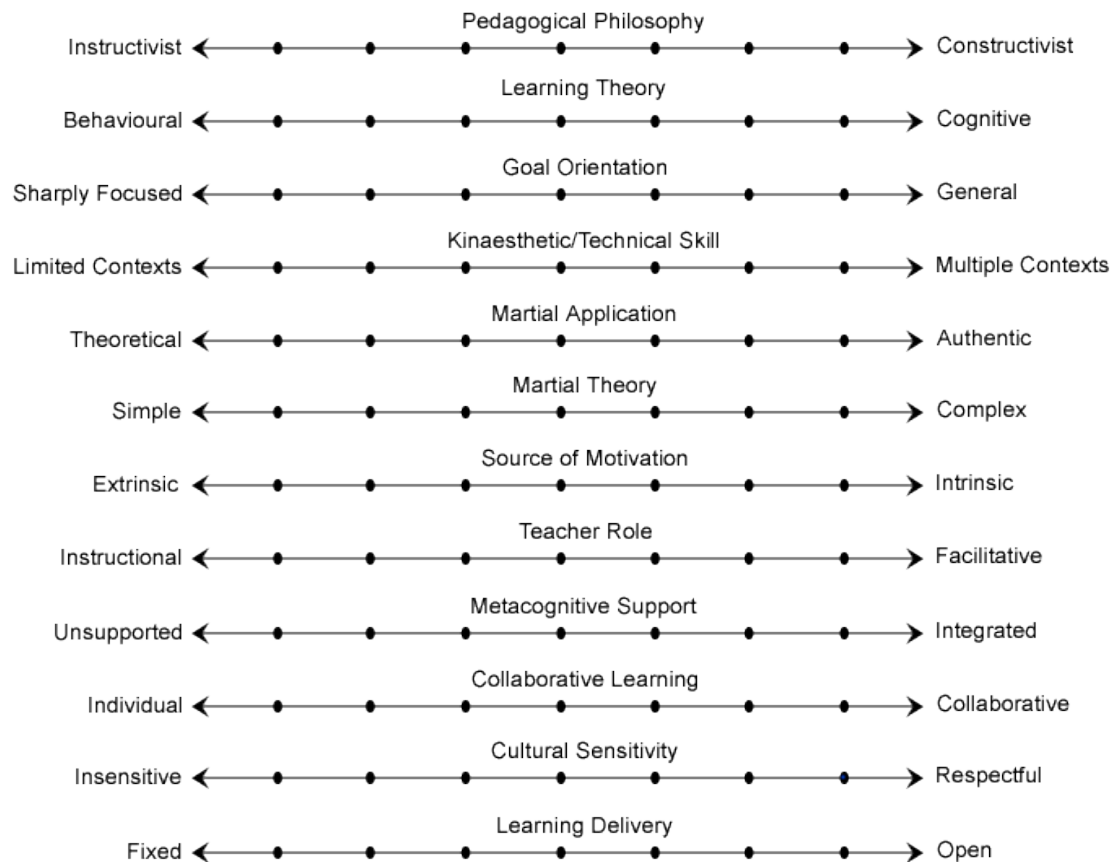 Pedagogical Philosophy
Instructivist Constructivist
Learning Theory
Behavioural Cognitive
Goal Orientation
Sharply Focused General
Kinaesthetic/Technical Skill
Limited Contexts Multiple Contexts
Martial Application
Theoretical Authentic
Martial Theory
Simple Complex
Source of Motivation
Extrinsic Intrinsic
Teacher Role
Instructional Facilitative
Metacognitive Support
Unsupported Integrated
Collaborative Learning
Individual Collaborative
Cultural Sensitivity
Insensitive Respectful
Learning Delivery
Fixed Open